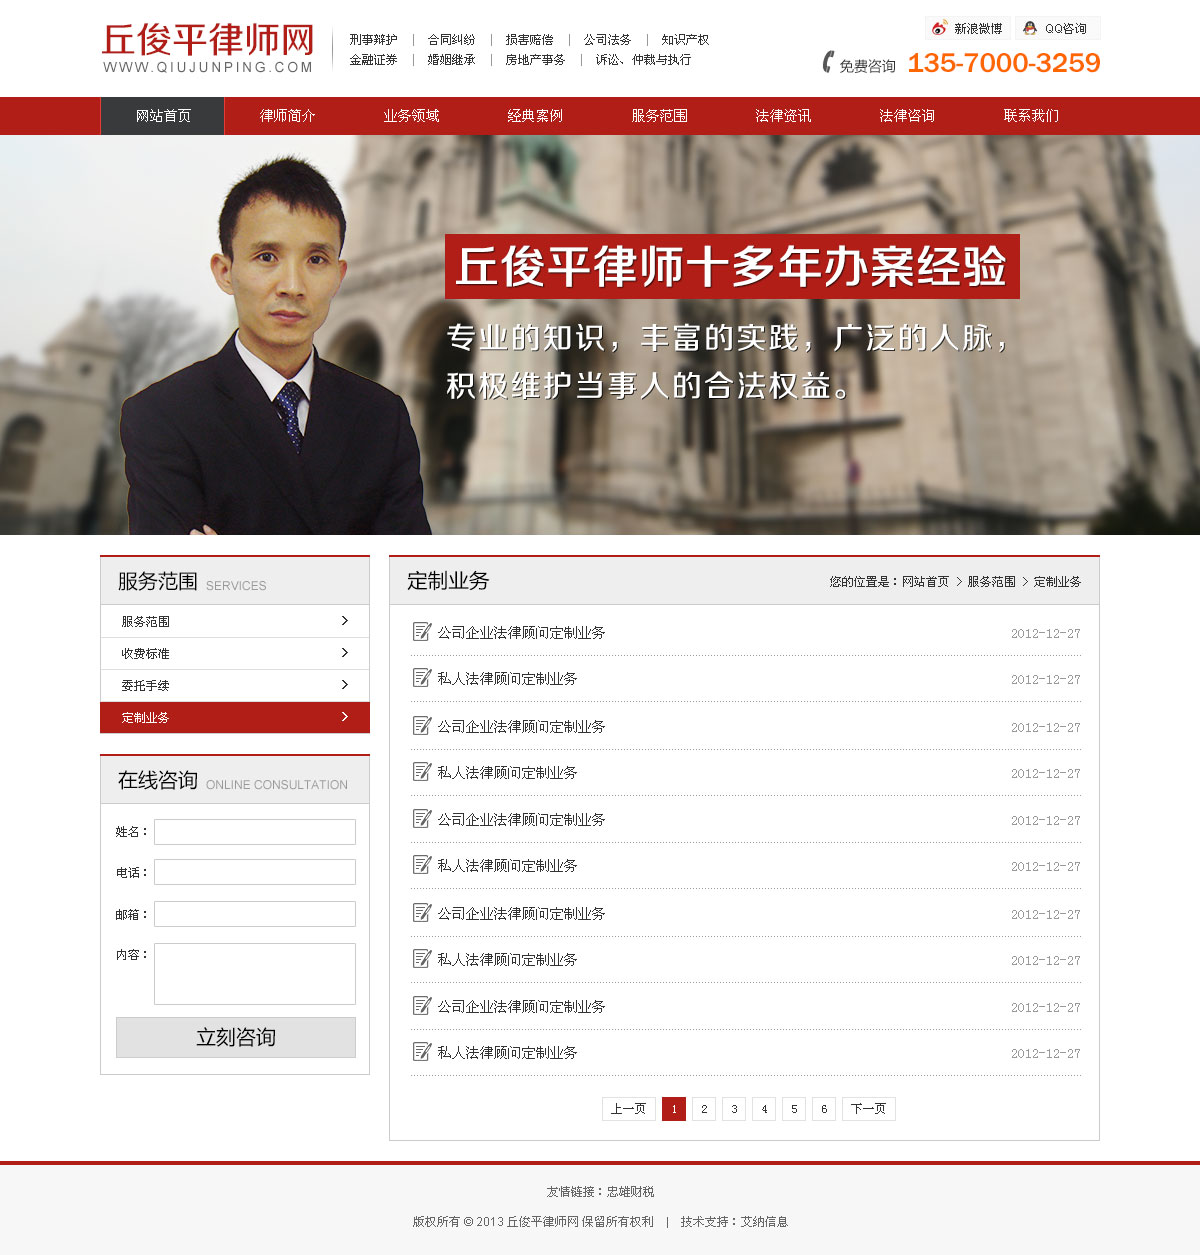 丘俊平律师网
WWW.QIUJUNPING.COM
刑事辩护 | 合同纠纷 | 损害赔偿 | 公司法务 | 知识产权
金融证券 | 婚姻继承 | 房地产事务 | 诉讼、仲裁与执行
新浪微博 QQ咨询
免费咨询 135-7000-3259
网站首页 律师简介 业务领域 经典案例 服务范围 法律资讯 法律咨询 联系我们
丘俊平律师十多年办案经验
专业的知识，丰富的实践，广泛的人脉，
积极维护当事人的合法权益。
服务范围 SERVICES
服务范围
收费标准
委托手续
定制业务
在线咨询 ONLINE CONSULTATION
姓名：
电话：
邮箱：
内容：
立刻咨询
定制业务
您的位置是：网站首页 > 服务范围 > 定制业务
公司企业法律顾问定制业务 2012-12-27
私人法律顾问定制业务 2012-12-27
公司企业法律顾问定制业务 2012-12-27
私人法律顾问定制业务 2012-12-27
公司企业法律顾问定制业务 2012-12-27
私人法律顾问定制业务 2012-12-27
公司企业法律顾问定制业务 2012-12-27
私人法律顾问定制业务 2012-12-27
公司企业法律顾问定制业务 2012-12-27
私人法律顾问定制业务 2012-12-27
上一页 1 2 3 4 5 6 下一页
友情链接：忠雄财税
版权所有 © 2013 丘俊平律师网 保留所有权利 | 技术支持：艾纳信息